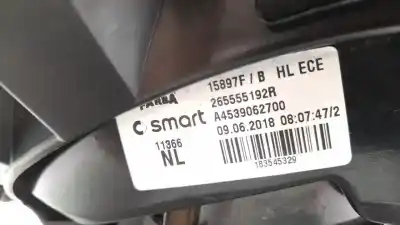 FARBA
15897F / B HL ECE
265555192R
smart
A4539062700
11366
09.06.2018 08:07:47/2
NL
183545329